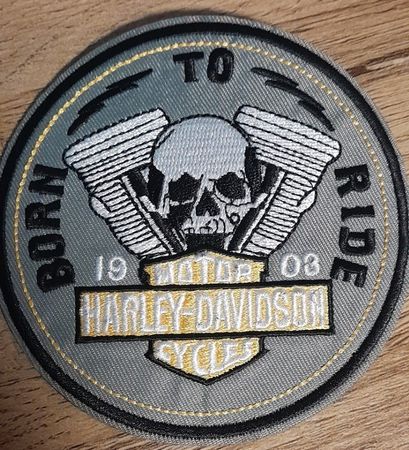 BORN TO RIDE
19 MOTOR 03
HARLEY-DAVIDSON
CYCLES